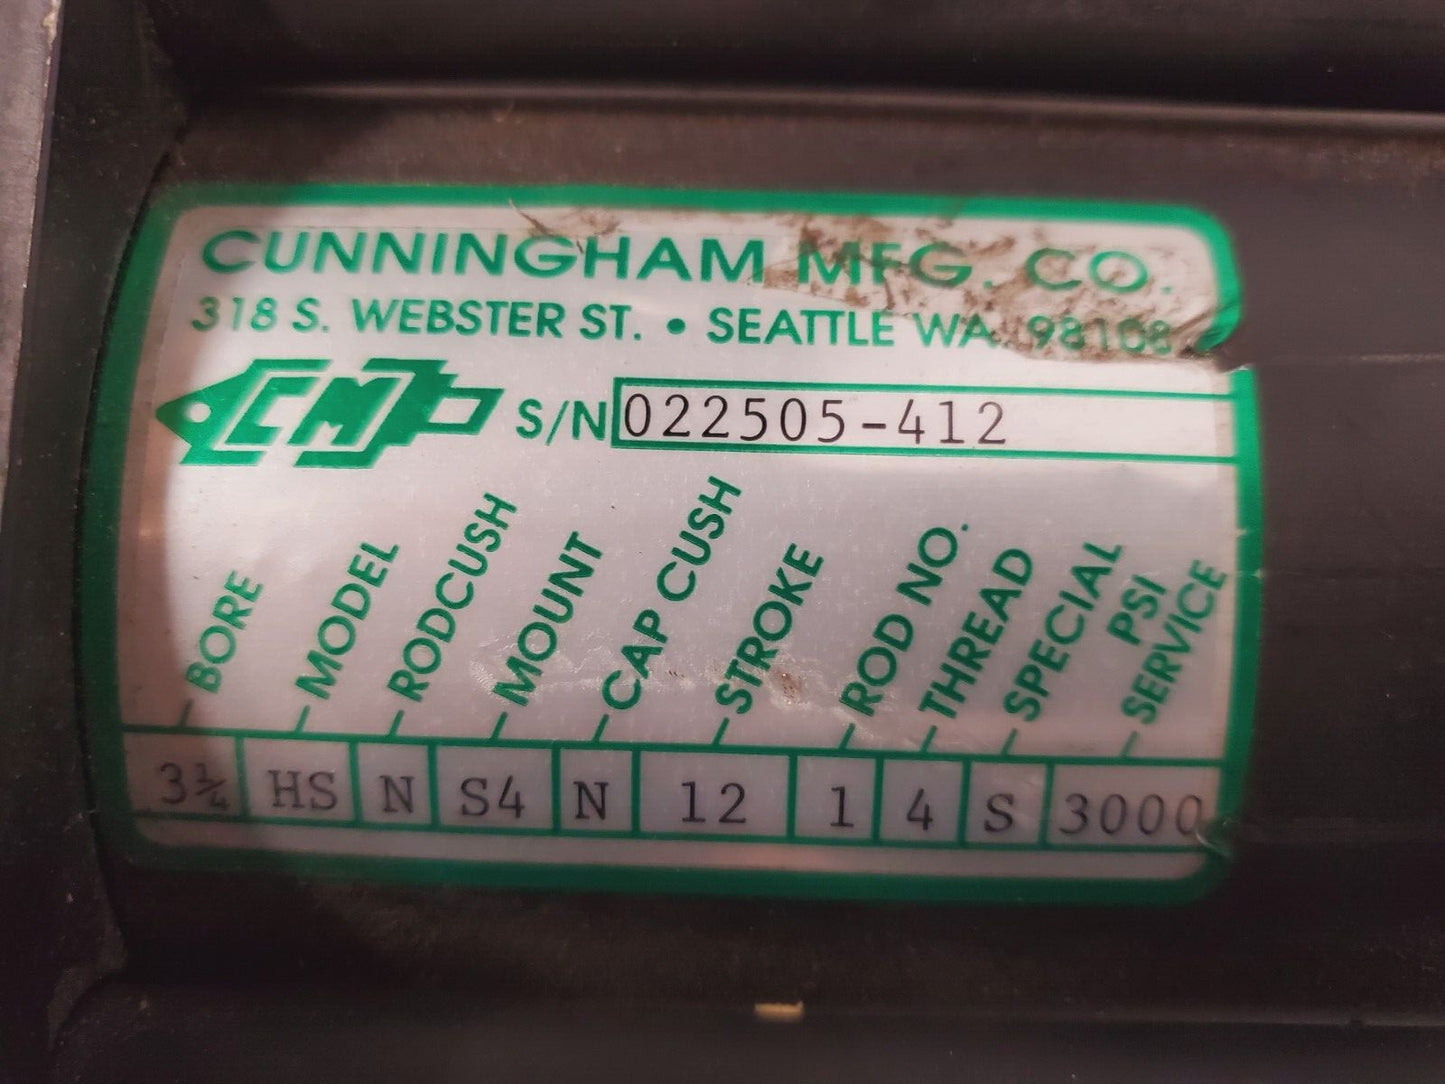 CUNNINGHAM MFG. CO.
318 S. WEBSTER ST. • SEATTLE WA. 98108
CMJ S/N 022505-412
BORE MODEL RODCUSH MOUNT CAP CUSH STROKE ROD NO. THREAD SPECIAL PSI SERVICE
3¼ HS N S4 N 12 1 4 S 3000